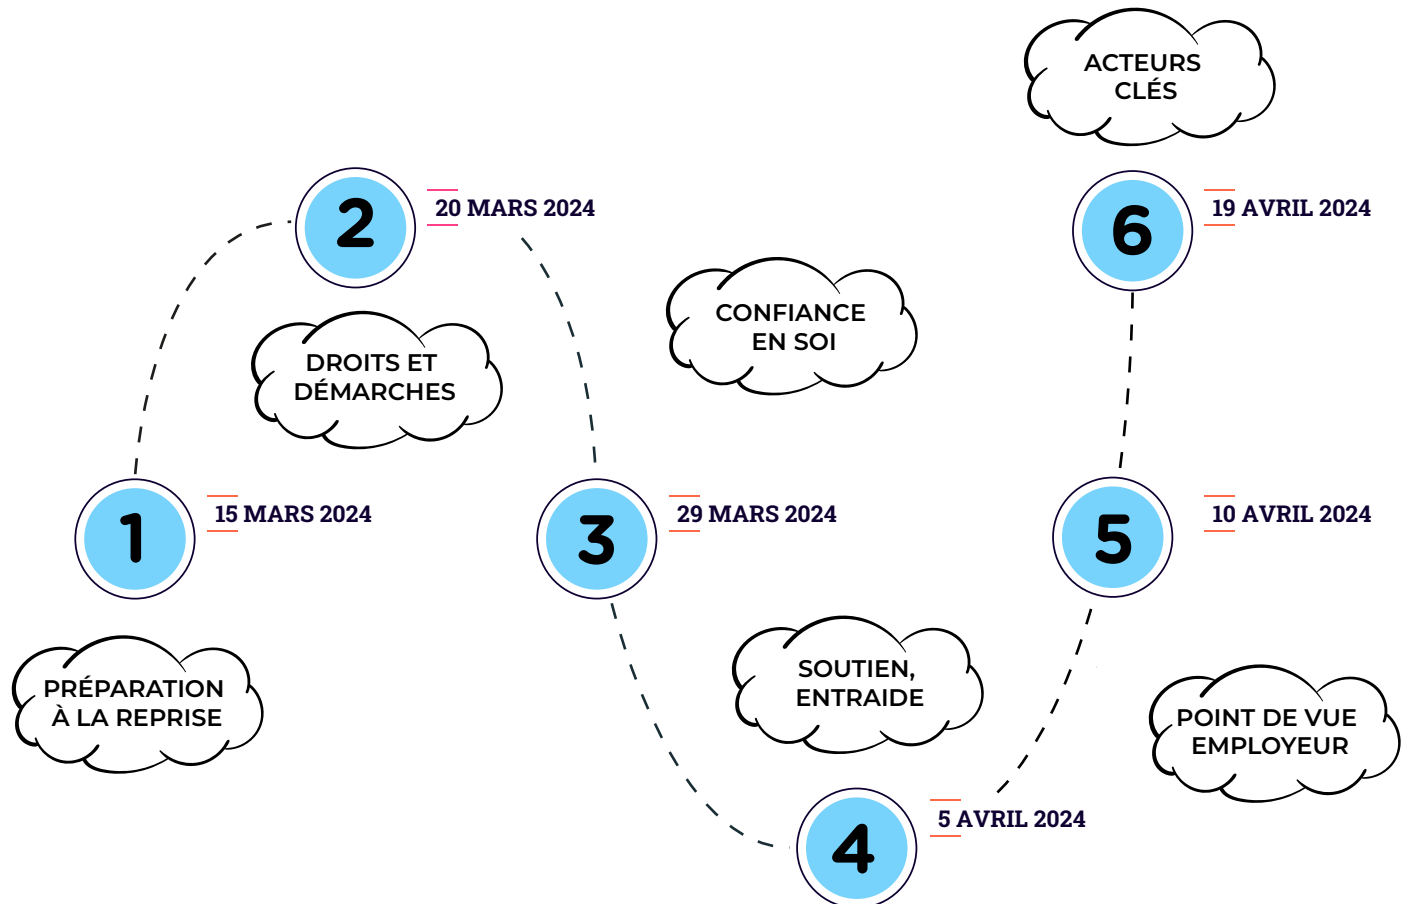 1
15 MARS 2024
PRÉPARATION
À LA REPRISE
2
20 MARS 2024
DROITS ET
DÉMARCHES
3
29 MARS 2024
CONFIANCE
EN SOI
4
5 AVRIL 2024
SOUTIEN,
ENTRAIDE
5
10 AVRIL 2024
POINT DE VUE
EMPLOYEUR
6
19 AVRIL 2024
ACTEURS
CLÉS